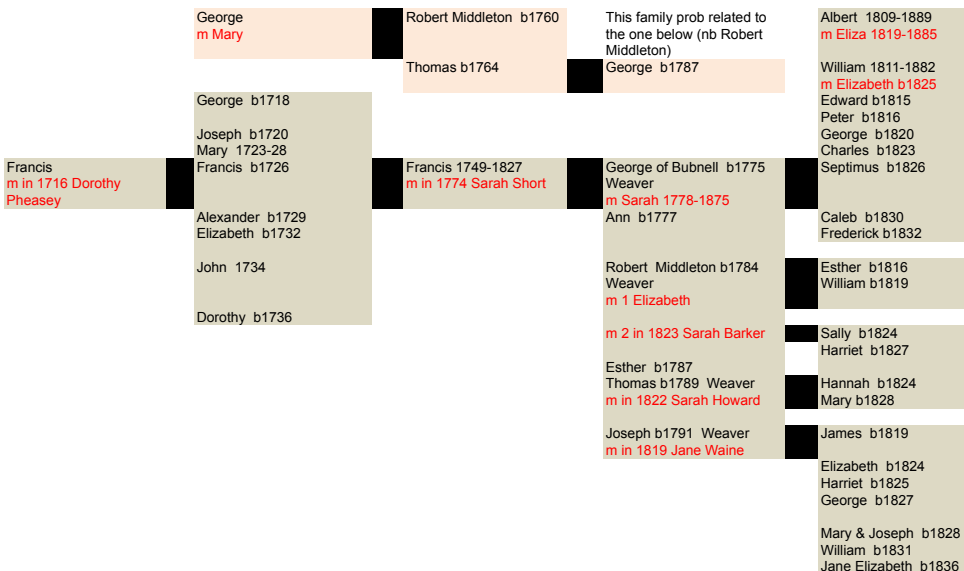 George
m Mary
Robert Middleton b1760
Thomas b1764
This family prob related to
the one below (nb Robert
Middleton)
George b1787
Francis
m in 1716 Dorothy
Pheasey
George b1718
Joseph b1720
Mary 1723-28
Francis b1726
Alexander b1729
Elizabeth b1732
John 1734
Dorothy b1736
Francis 1749-1827
m in 1774 Sarah Short
George of Bubnell b1775
Weaver
m Sarah 1778-1875
Ann b1777
Robert Middleton b1784
Weaver
m 1 Elizabeth
m 2 in 1823 Sarah Barker
Esther b1787
Thomas b1789 Weaver
m in 1822 Sarah Howard
Joseph b1791 Weaver
m in 1819 Jane Waine
Albert 1809-1889
m Eliza 1819-1885
William 1811-1882
m Elizabeth b1825
Edward b1815
Peter b1816
George b1820
Charles b1823
Septimus b1826
Caleb b1830
Frederick b1832
Esther b1816
William b1819
Sally b1824
Harriet b1827
Hannah b1824
Mary b1828
James b1819
Elizabeth b1824
Harriet b1825
George b1827
Mary & Joseph b1828
William b1831
Jane Elizabeth b1836